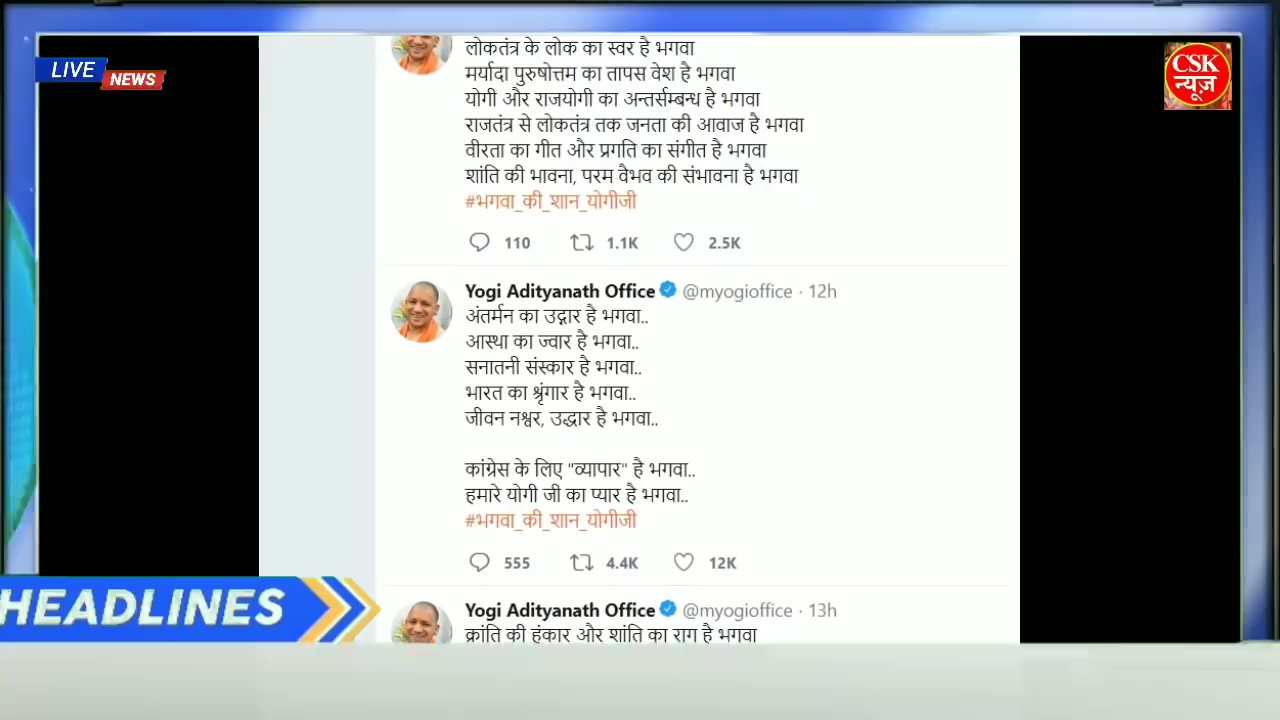 LIVE
NEWS
CSK
न्यूज़
लोकतंत्र के लोक का स्वर है भगवा
मर्यादा पुरुषोत्तम का तापस वेश है भगवा
योगी और राजयोगी का अन्तर्सम्बन्ध है भगवा
राजतंत्र से लोकतंत्र तक जनता की आवाज है भगवा
वीरता का गीत और प्रगति का संगीत है भगवा
शांति की भावना, परम वैभव की संभावना है भगवा
#भगवा_की_शान_योगीजी
110 1.1K 2.5K
Yogi Adityanath Office @myogioffice · 12h
अंतर्मन का उद्गार है भगवा..
आस्था का ज्वार है भगवा..
सनातनी संस्कार है भगवा..
भारत का श्रृंगार है भगवा..
जीवन नश्वर, उद्धार है भगवा..
कांग्रेस के लिए "व्यापार" है भगवा..
हमारे योगी जी का प्यार है भगवा..
#भगवा_की_शान_योगीजी
555 4.4K 12K
HEADLINES
Yogi Adityanath Office @myogioffice · 13h
क्रांति की हुंकार और शांति का राग है भगवा